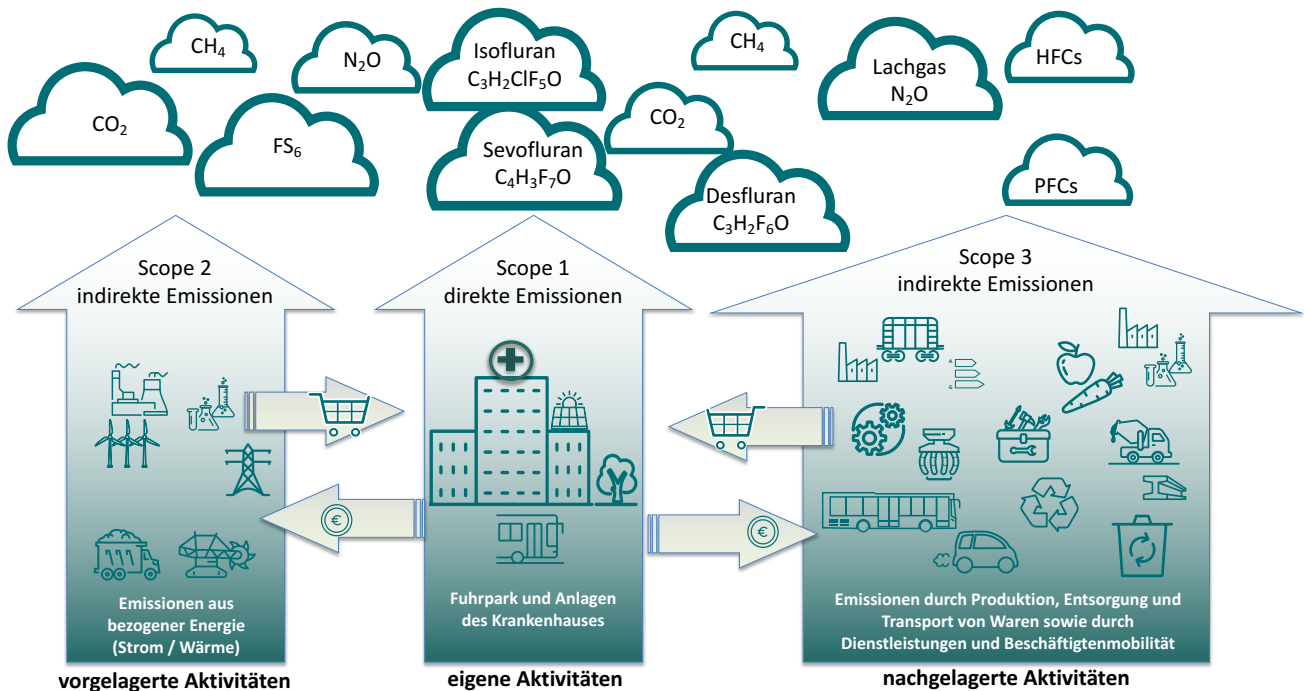 CH₄
N₂O
Isofluran
C₃H₂ClF₅O
CH₄
Lachgas
N₂O
HFCs
CO₂
FS₆
Sevofluran
C₄H₃F₇O
CO₂
Desfluran
C₃H₂F₆O
PFCs
Scope 2
indirekte Emissionen
Scope 1
direkte Emissionen
Scope 3
indirekte Emissionen
A
G
€
€
Emissionen aus
bezogener Energie
(Strom / Wärme)
Fuhrpark und Anlagen
des Krankenhauses
Emissionen durch Produktion, Entsorgung und
Transport von Waren sowie durch
Dienstleistungen und Beschäftigtenmobilität
vorgelagerte Aktivitäten
eigene Aktivitäten
nachgelagerte Aktivitäten